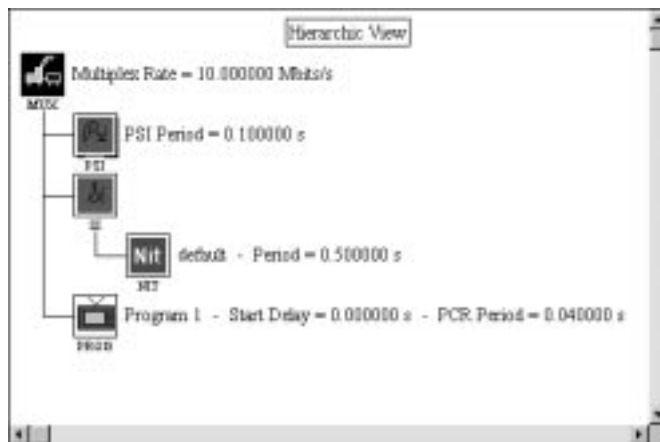 Hierarchic View
Multiplex Rate = 10.000000 Mbits/s
MUX
PSI Period = 0.100000 s
PSI
Nit
default - Period = 0.500000 s
NIT
Program 1 - Start Delay = 0.000000 s - PCR Period = 0.040000 s
PROG